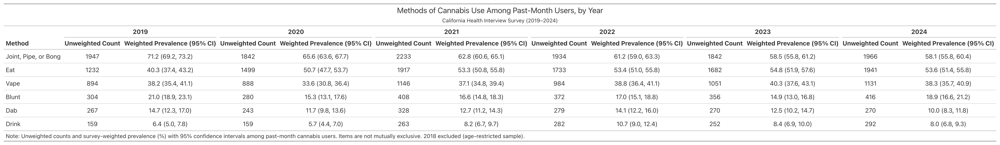 Methods of Cannabis Use Among Past-Month Users, by Year
California Health Interview Survey (2019–2024)
2019 2020 2021 2022 2023 2024
Method Unweighted Count Weighted Prevalence (95% CI) Unweighted Count Weighted Prevalence (95% CI) Unweighted Count Weighted Prevalence (95% CI) Unweighted Count Weighted Prevalence (95% CI) Unweighted Count Weighted Prevalence (95% CI) Unweighted Count Weighted Prevalence (95% CI)
Joint, Pipe, or Bong 1947 71.2 (69.2, 73.2) 1842 65.6 (63.6, 67.7) 2233 62.8 (60.6, 65.1) 1934 61.2 (59.0, 63.3) 1842 58.5 (55.8, 61.2) 1966 58.1 (55.8, 60.4)
Eat 1232 40.3 (37.4, 43.2) 1499 50.7 (47.7, 53.7) 1917 53.3 (50.8, 55.8) 1733 53.4 (51.0, 55.8) 1682 54.8 (51.9, 57.6) 1941 53.6 (51.4, 55.8)
Vape 894 38.2 (35.4, 41.1) 888 33.6 (30.8, 36.4) 1146 37.1 (34.8, 39.4) 984 38.8 (36.4, 41.1) 1051 40.3 (37.6, 43.1) 1131 38.3 (35.7, 40.9)
Blunt 304 21.0 (18.9, 23.1) 280 15.3 (13.1, 17.6) 408 16.6 (14.8, 18.3) 372 17.0 (15.1, 18.8) 356 14.9 (13.0, 16.8) 416 18.9 (16.6, 21.2)
Dab 267 14.7 (12.3, 17.0) 243 11.7 (9.8, 13.6) 328 12.7 (11.2, 14.3) 279 14.1 (12.2, 16.0) 270 12.5 (10.2, 14.7) 270 10.0 (8.3, 11.8)
Drink 159 6.4 (5.0, 7.8) 159 5.7 (4.4, 7.0) 263 8.2 (6.7, 9.7) 282 10.7 (9.0, 12.4) 252 8.4 (6.9, 10.0) 292 8.0 (6.8, 9.3)
Note: Unweighted counts and survey-weighted prevalence (%) with 95% confidence intervals among past-month cannabis users. Items are not mutually exclusive. 2018 excluded (age-restricted sample).